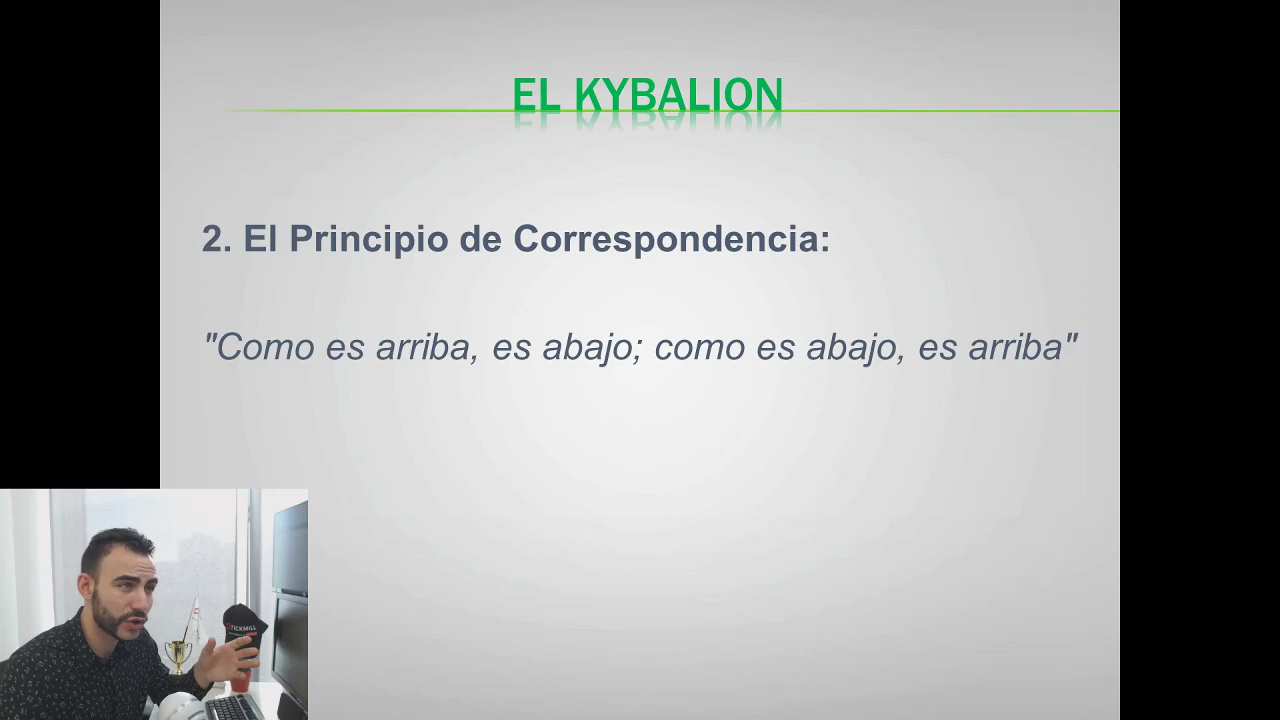 EL KYBALION
2. El Principio de Correspondencia:
"Como es arriba, es abajo; como es abajo, es arriba"
TICKMILL